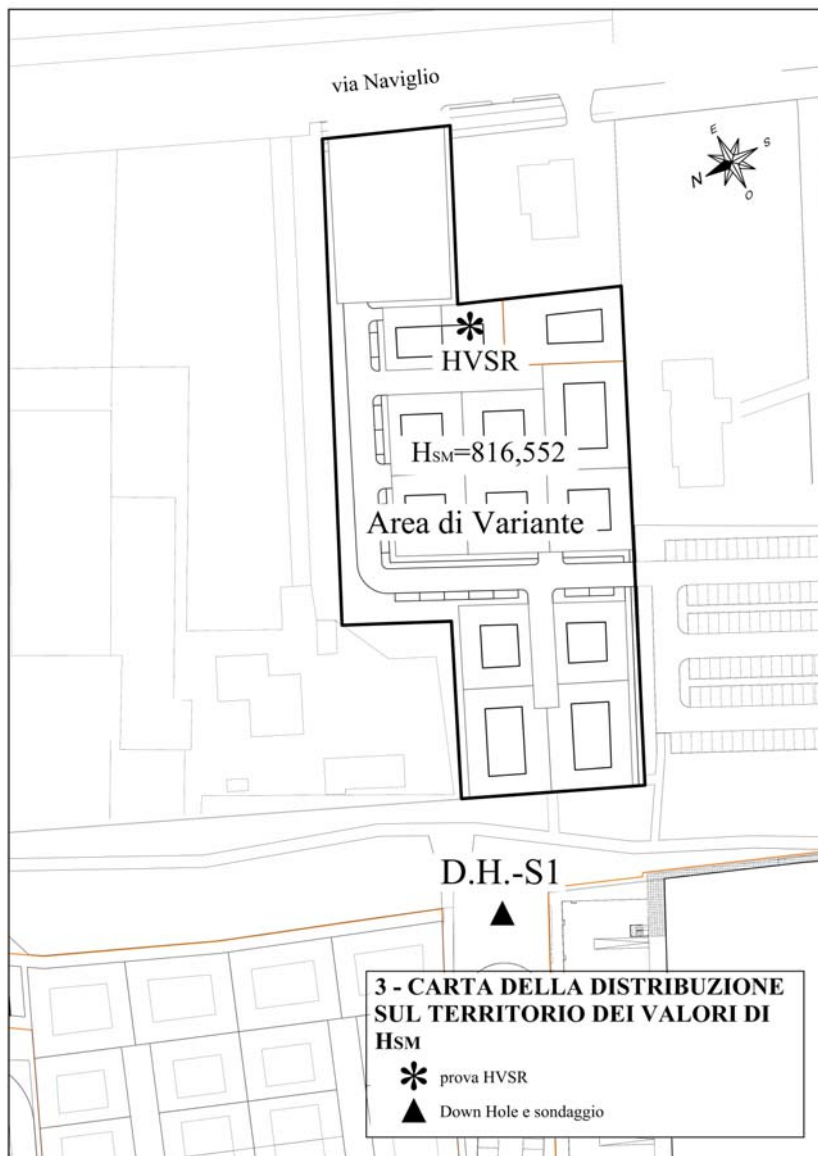 via Naviglio
E
S
N
O
HVSR
HSM=816,552
Area di Variante
D.H.-S1
3 - CARTA DELLA DISTRIBUZIONE
SUL TERRITORIO DEI VALORI DI
HSM
prova HVSR
Down Hole e sondaggio